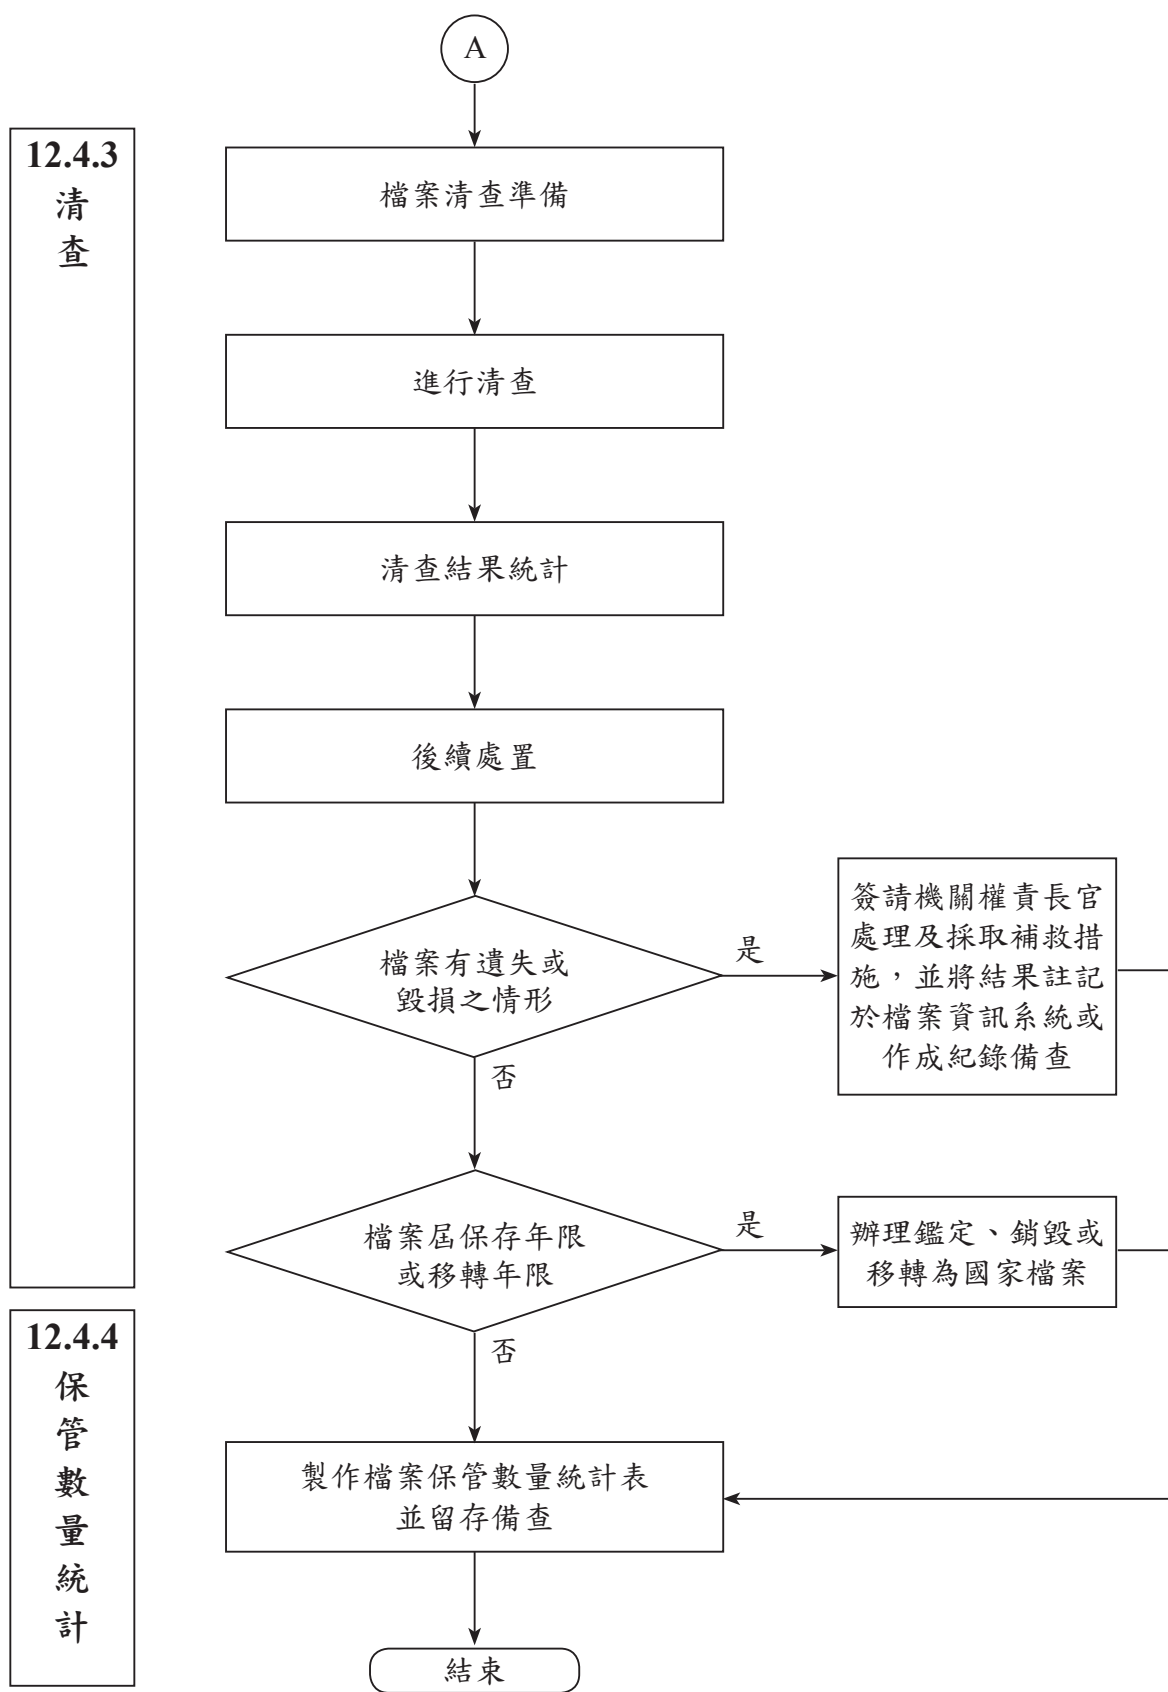 A
12.4.3
清
查
檔案清查準備
進行清查
清查結果統計
後續處置
檔案有遺失或
毀損之情形
是
簽請機關權責長官
處理及採取補救措
施，並將結果註記
於檔案資訊系統或
作成紀錄備查
否
檔案屆保存年限
或移轉年限
是
辦理鑑定、銷毀或
移轉為國家檔案
否
12.4.4
保
管
數
量
統
計
製作檔案保管數量統計表
並留存備查
結束